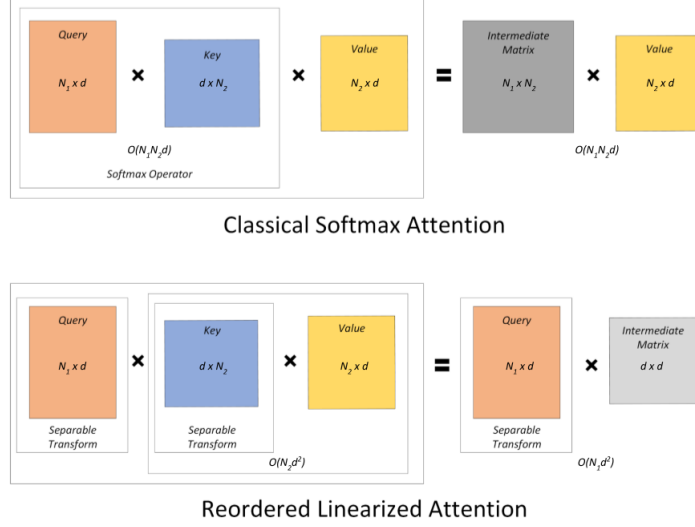 Query
N₁ x d
×
Key
d x N₂
×
Value
N₂ x d
=
Intermediate
Matrix
N₁ x N₂
×
Value
N₂ x d
O(N₁N₂d)
Softmax Operator
O(N₁N₂d)
Classical Softmax Attention
Query
N₁ x d
Separable
Transform
×
Key
d x N₂
Separable
Transform
×
Value
N₂ x d
O(N₂d²)
=
Query
N₁ x d
Separable
Transform
×
Intermediate
Matrix
d x d
O(N₁d²)
Reordered Linearized Attention